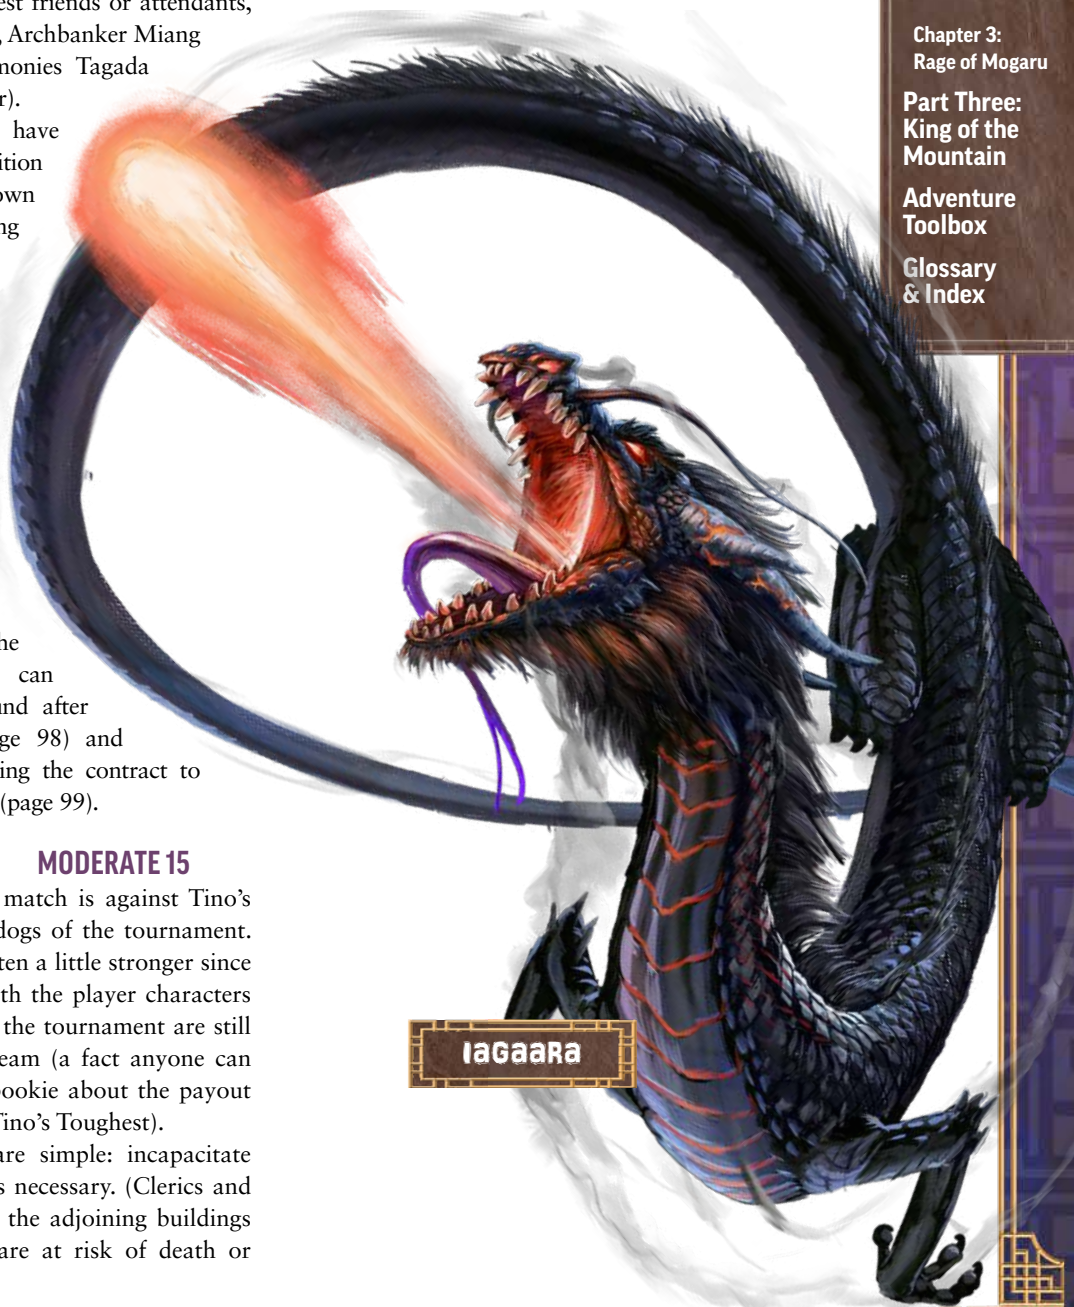 est friends or attendants,
, Archbanker Miang
monies Tagada
r).
have
ition
own
ng
he
can
und after
ge 98) and
ing the contract to
(page 99).
MODERATE 15
match is against Tino’s
dogs of the tournament.
ten a little stronger since
th the player characters
the tournament are still
eam (a fact anyone can
bookie about the payout
Tino’s Toughest).
are simple: incapacitate
s necessary. (Clerics and
the adjoining buildings
are at risk of death or
Chapter 3:
Rage of Mogaru
Part Three:
King of the
Mountain
Adventure
Toolbox
Glossary
& Index
Iagaara